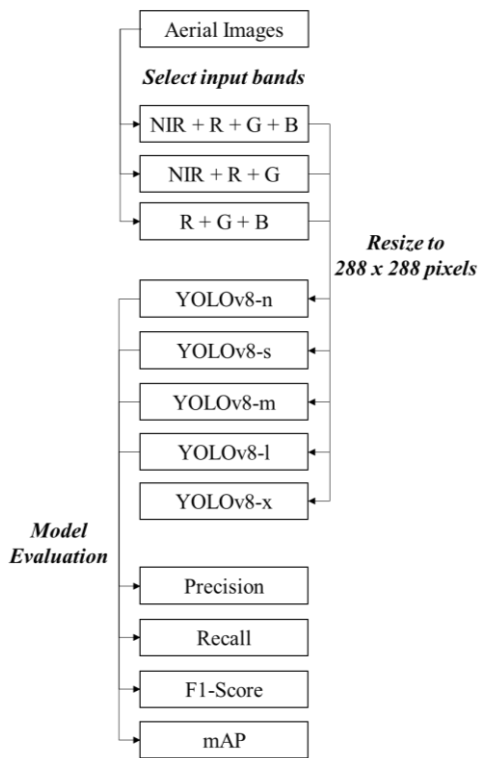 Aerial Images
Select input bands
NIR + R + G + B
NIR + R + G
R + G + B
Resize to
288 x 288 pixels
YOLOv8-n
YOLOv8-s
YOLOv8-m
YOLOv8-l
YOLOv8-x
Model
Evaluation
Precision
Recall
F1-Score
mAP